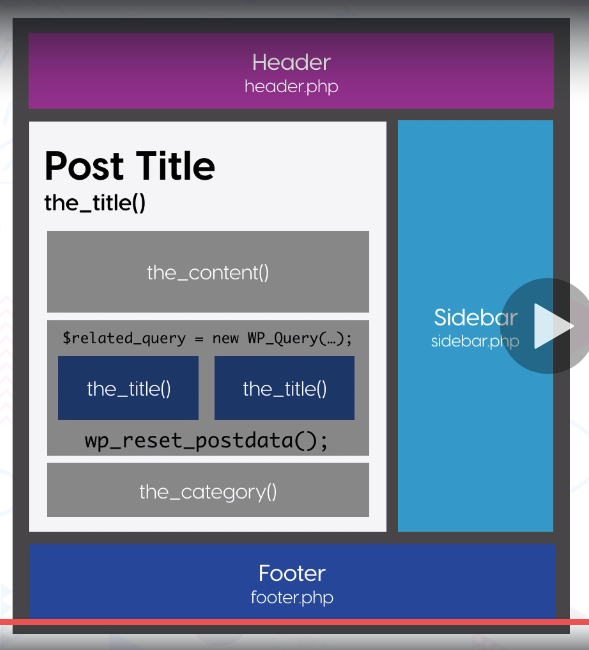 Header
header.php
Post Title
the_title()
the_content()
$related_query = new WP_Query(…);
the_title() the_title()
wp_reset_postdata();
the_category()
Sidebar
sidebar.php
Footer
footer.php